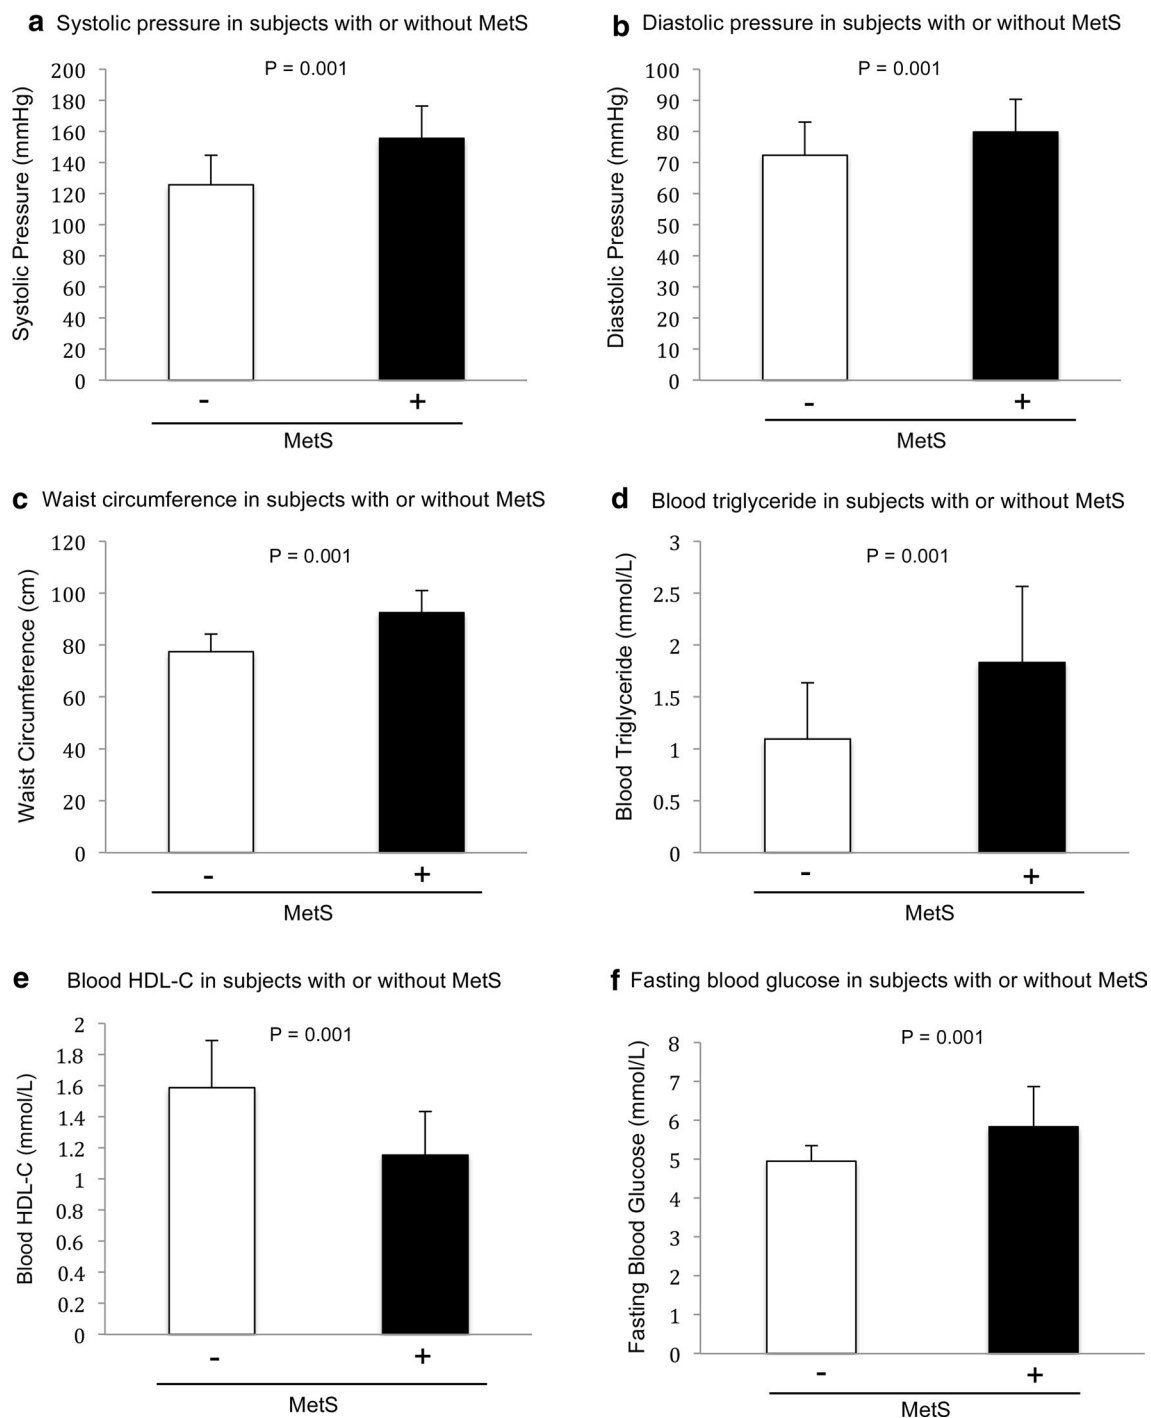 a Systolic pressure in subjects with or without MetS
P = 0.001
Systolic Pressure (mmHg)
200
180
160
140
120
100
80
60
40
20
0
- +
MetS
b Diastolic pressure in subjects with or without MetS
P = 0.001
Diastolic Pressure (mmHg)
100
90
80
70
60
50
40
30
20
10
0
- +
MetS
c Waist circumference in subjects with or without MetS
P = 0.001
Waist Circumference (cm)
120
100
80
60
40
20
0
- +
MetS
d Blood triglyceride in subjects with or without MetS
P = 0.001
Blood Triglyceride (mmol/L)
3
2.5
2
1.5
1
0.5
0
- +
MetS
e Blood HDL-C in subjects with or without MetS
P = 0.001
Blood HDL-C (mmol/L)
2
1.8
1.6
1.4
1.2
1
0.8
0.6
0.4
0.2
0
- +
MetS
f Fasting blood glucose in subjects with or without MetS
P = 0.001
Fasting Blood Glucose (mmol/L)
8
7
6
5
4
3
2
1
0
- +
MetS